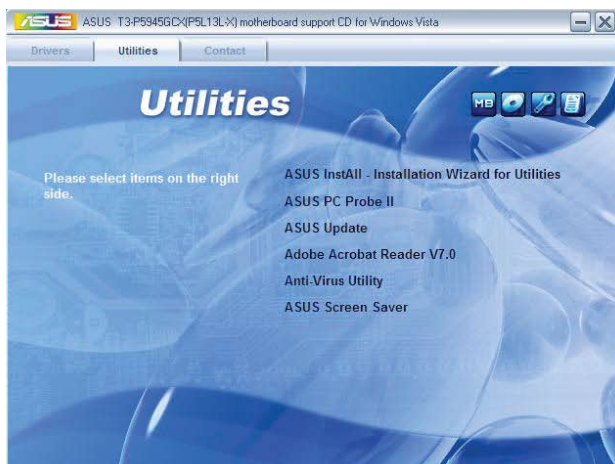 ASUS ASUS T3-P5945GCX(P5L13L-X) motherboard support CD for Windows Vista
Drivers Utilities Contact
Utilities
MB
Please select items on the right
side.
ASUS InstAll - Installation Wizard for Utilities
ASUS PC Probe II
ASUS Update
Adobe Acrobat Reader V7.0
Anti-Virus Utility
ASUS Screen Saver